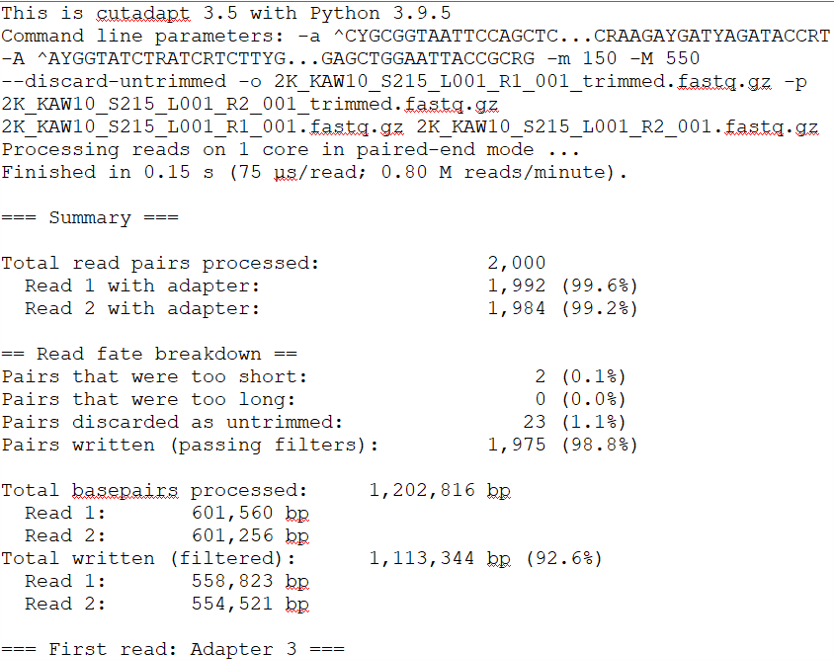 This is cutadapt 3.5 with Python 3.9.5
Command line parameters: -a ^CYGCGGTAATTCCAGCTC...CRAAGAYGATYAGATACCRT
-A ^AYGGTATCTRATCRTCTTYG...GAGCTGGAATTACCGCRG -m 150 -M 550
--discard-untrimmed -o 2K_KAW10_S215_L001_R1_001_trimmed.fastq.gz -p
2K_KAW10_S215_L001_R2_001_trimmed.fastq.gz
2K_KAW10_S215_L001_R1_001.fastq.gz 2K_KAW10_S215_L001_R2_001.fastq.gz
Processing reads on 1 core in paired-end mode ...
Finished in 0.15 s (75 µs/read; 0.80 M reads/minute).
=== Summary ===
Total read pairs processed: 2,000
Read 1 with adapter: 1,992 (99.6%)
Read 2 with adapter: 1,984 (99.2%)
== Read fate breakdown ==
Pairs that were too short: 2 (0.1%)
Pairs that were too long: 0 (0.0%)
Pairs discarded as untrimmed: 23 (1.1%)
Pairs written (passing filters): 1,975 (98.8%)
Total basepairs processed: 1,202,816 bp
Read 1: 601,560 bp
Read 2: 601,256 bp
Total written (filtered): 1,113,344 bp (92.6%)
Read 1: 558,823 bp
Read 2: 554,521 bp
=== First read: Adapter 3 ===